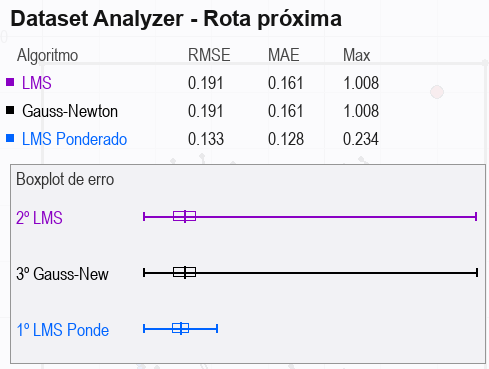 Dataset Analyzer - Rota próxima
Algoritmo RMSE MAE Max
LMS 0.191 0.161 1.008
Gauss-Newton 0.191 0.161 1.008
LMS Ponderado 0.133 0.128 0.234
Boxplot de erro
2º LMS
3º Gauss-New
1º LMS Ponde